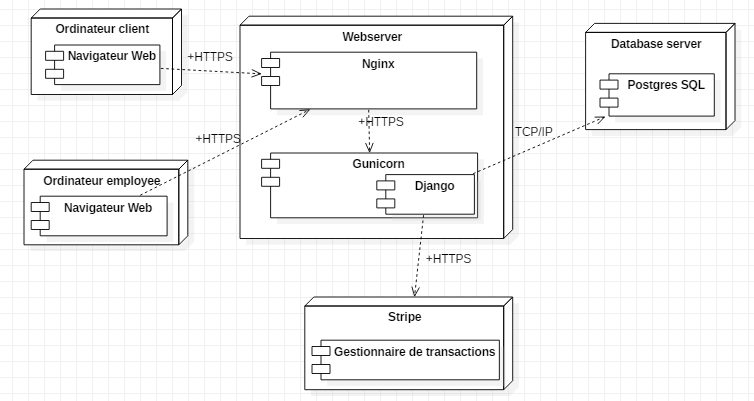 Ordinateur client
Navigateur Web
+HTTPS
Webserver
Nginx
Database server
Postgres SQL
+HTTPS
+HTTPS
TCP/IP
Ordinateur employee
Navigateur Web
Gunicorn
Django
+HTTPS
Stripe
Gestionnaire de transactions